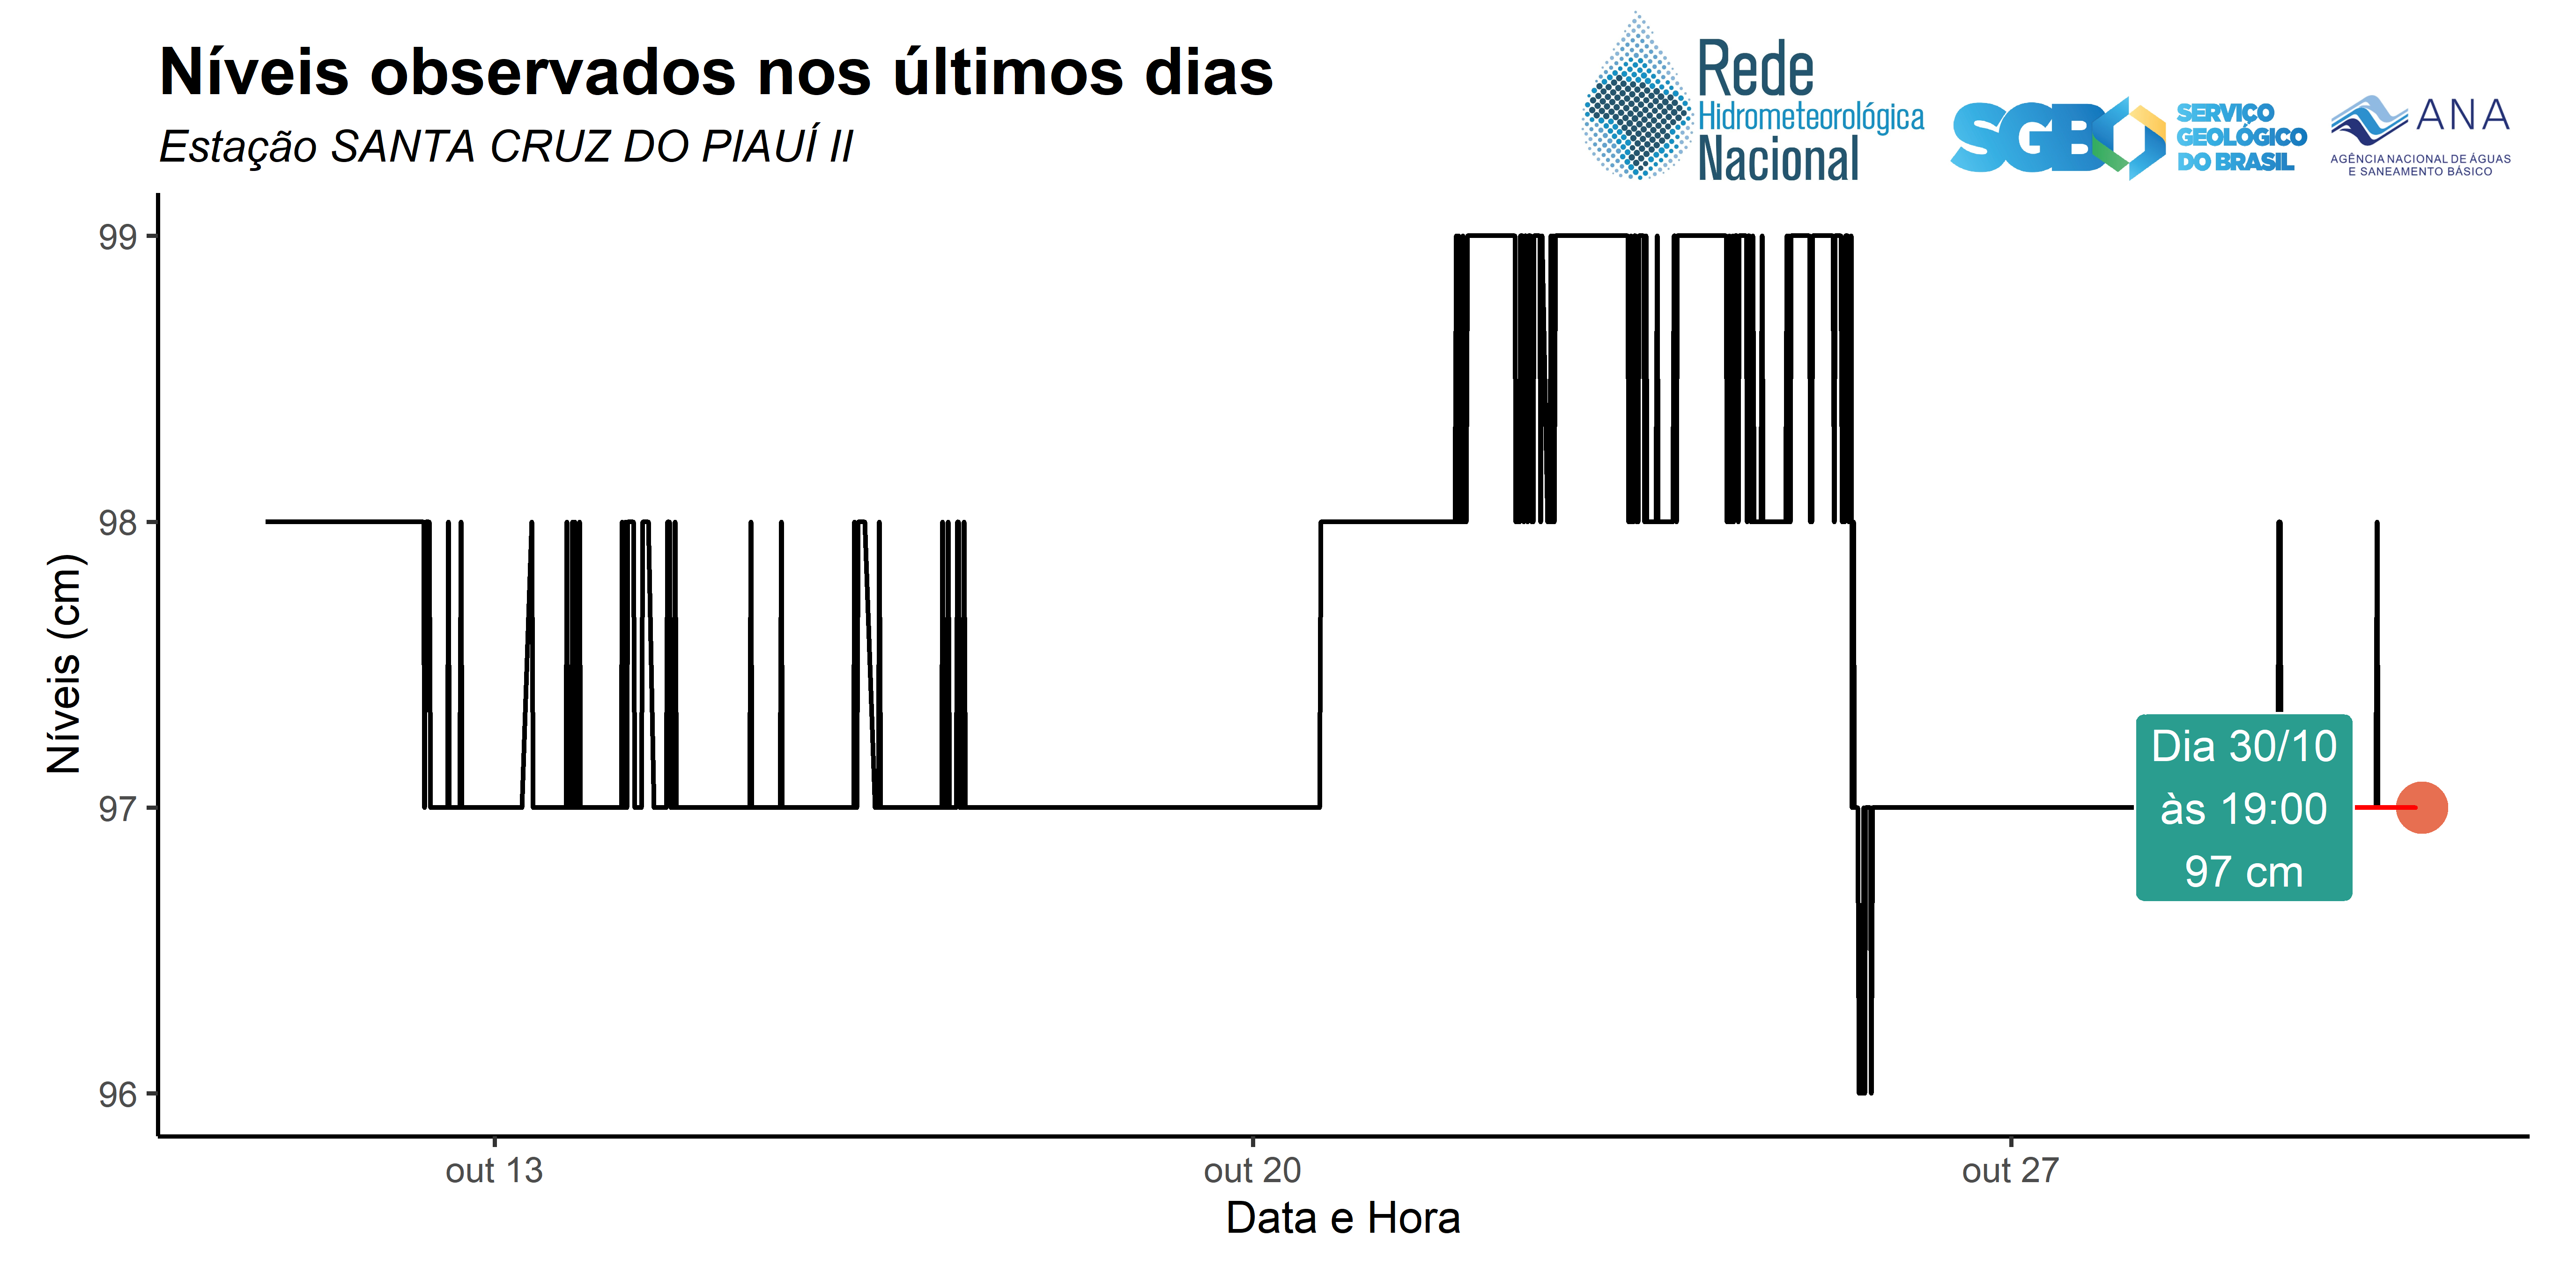 Níveis observados nos últimos dias
Estação SANTA CRUZ DO PIAUÍ II
Rede
Hidrometeorológica
Nacional
SGB
SERVIÇO
GEOLÓGICO
DO BRASIL
ANA
AGÊNCIA NACIONAL DE ÁGUAS
E SANEAMENTO BÁSICO
Níveis (cm)
99
98
97
96
Dia 30/10
às 19:00
97 cm
out 13
out 20
out 27
Data e Hora